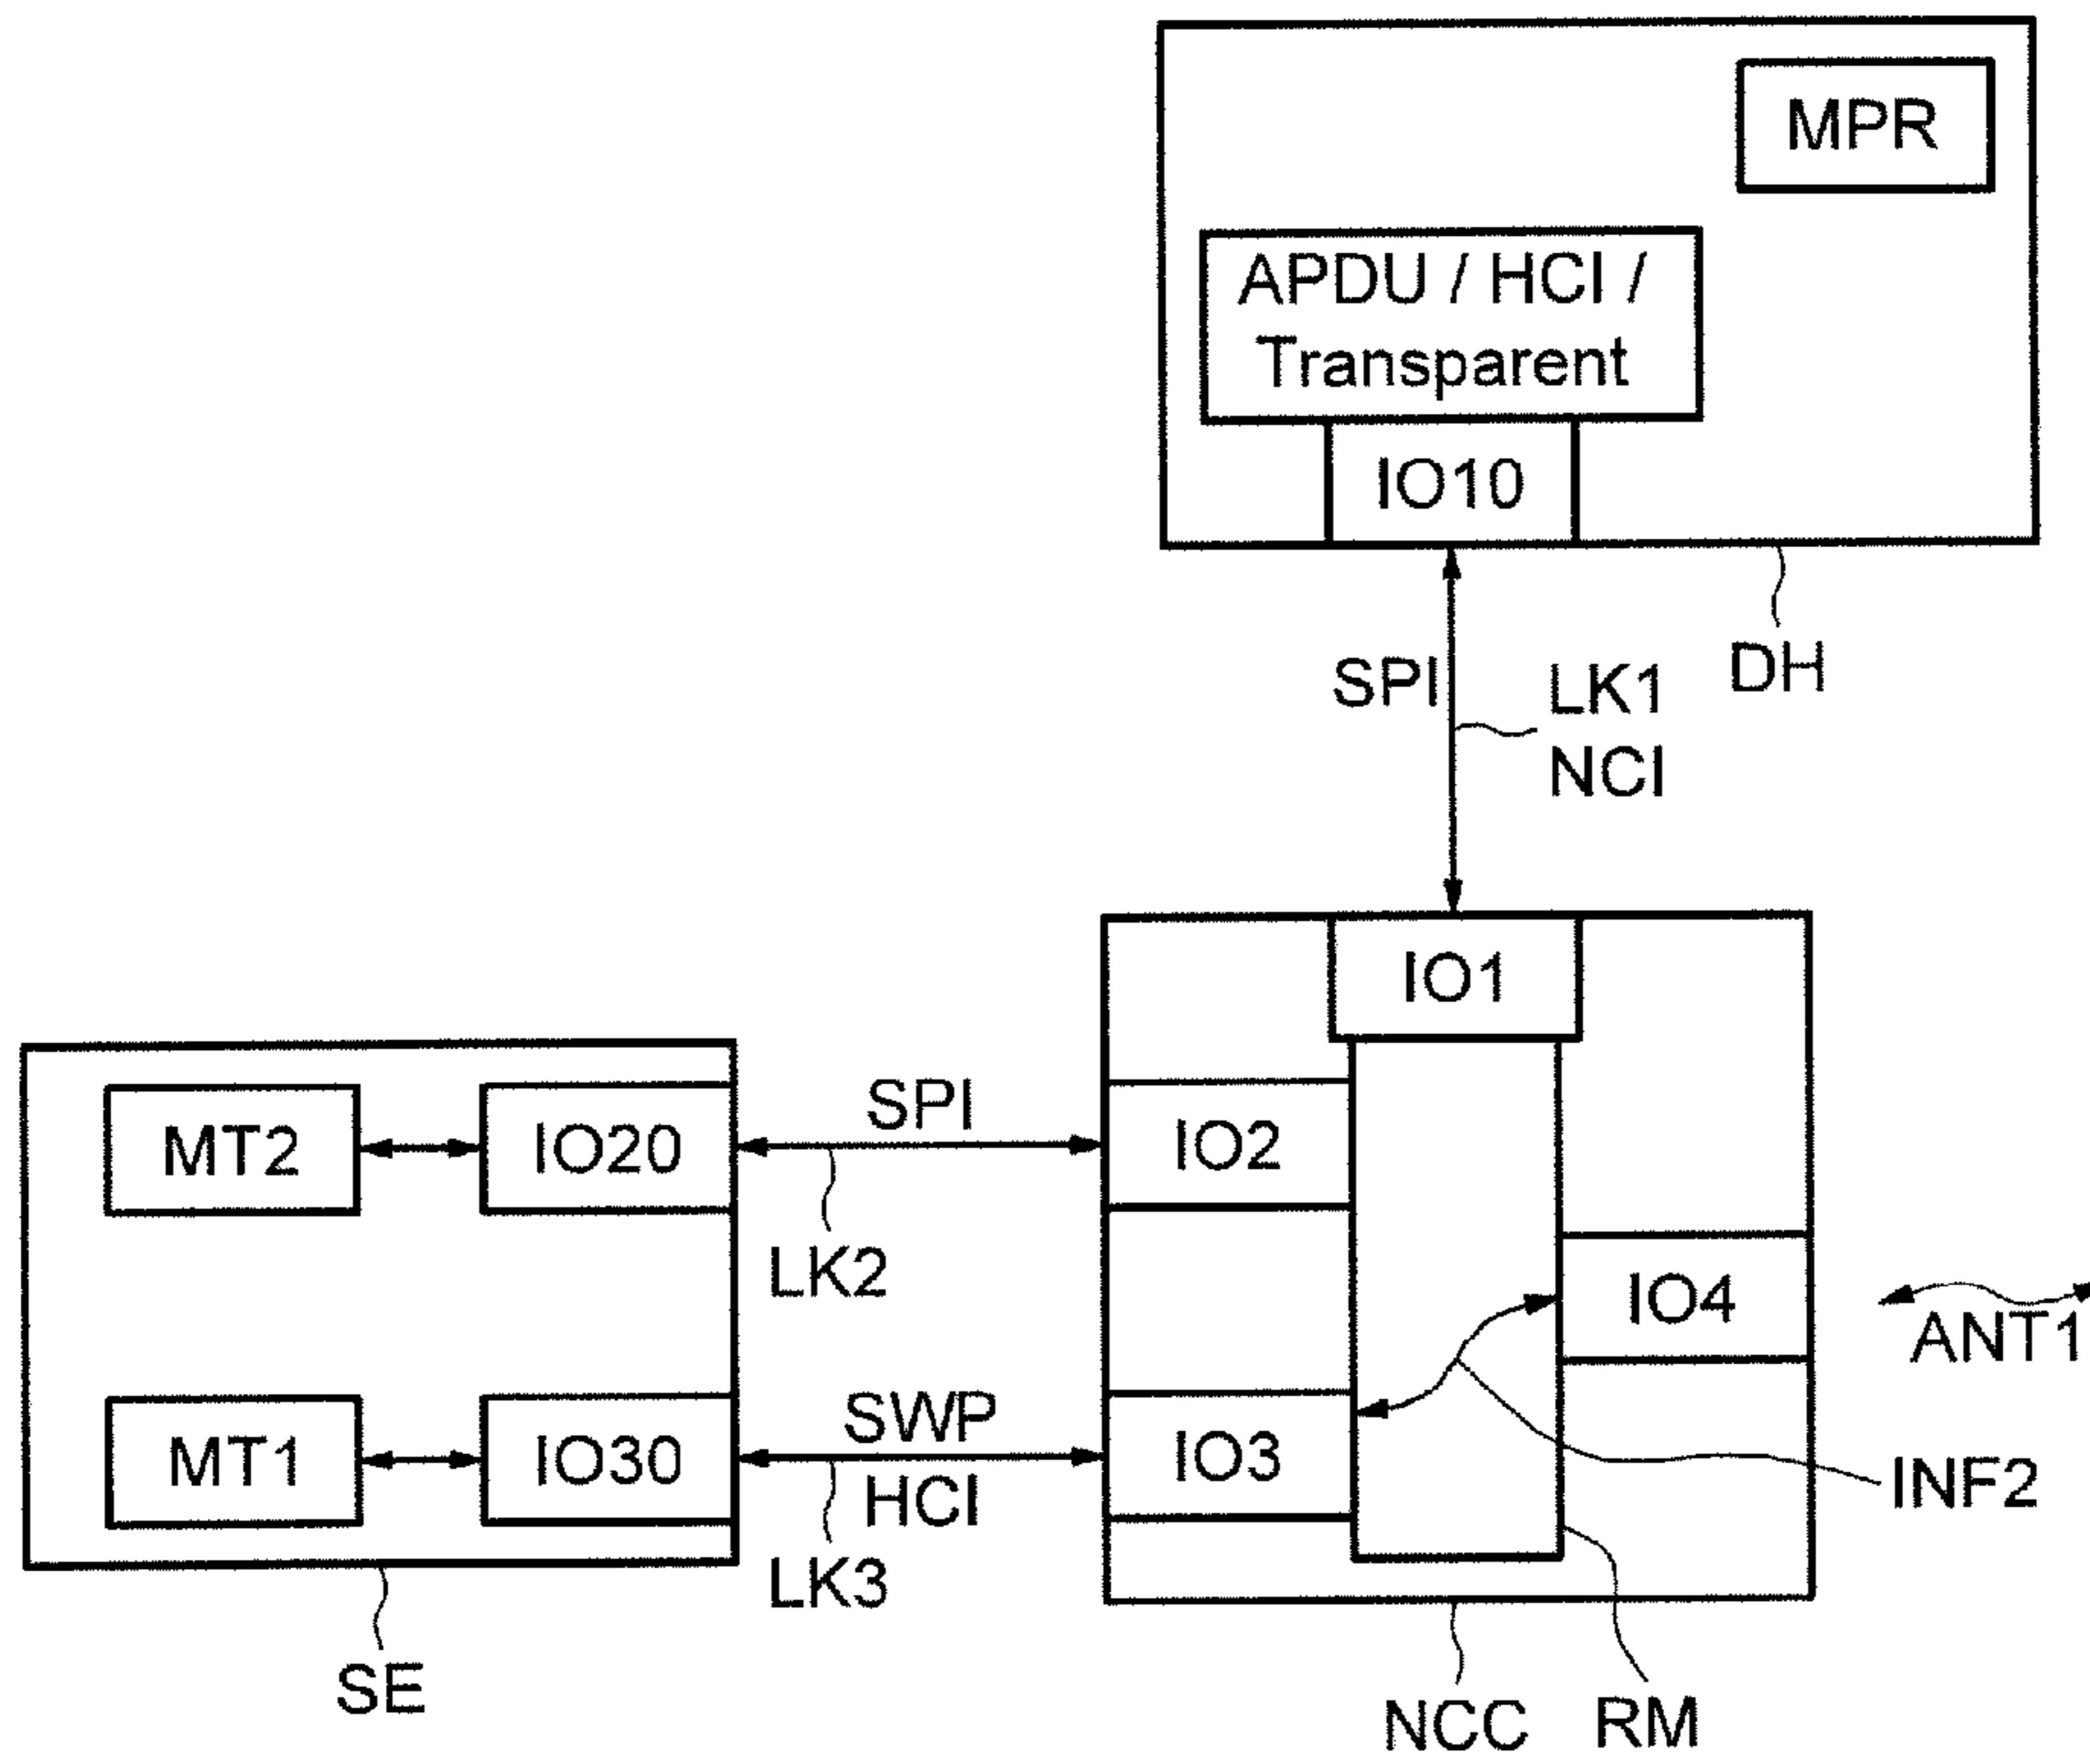 MPR
APDU / HCI /
Transparent
IO10
DH
SPI
LK1
NCI
IO1
SPI
MT2
IO20
IO2
LK2
IO4
ANT1
SWP
MT1
IO30
IO3
HCI
INF2
LK3
SE
NCC
RM